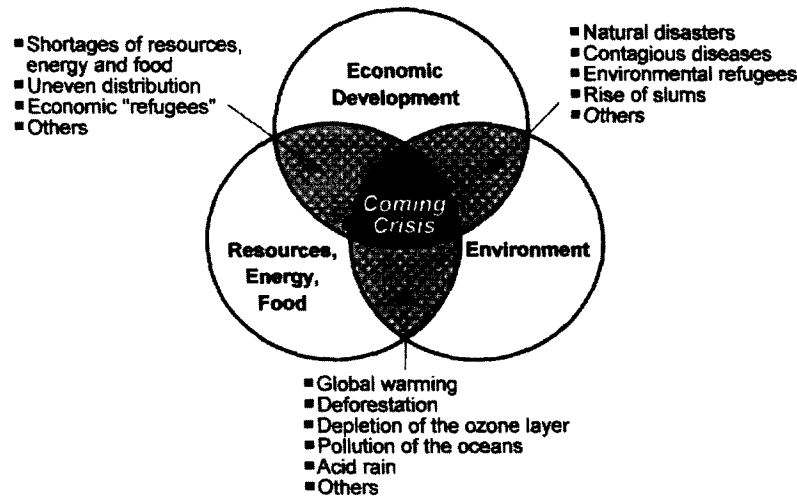 ■ Shortages of resources,
energy and food
■ Uneven distribution
■ Economic "refugees"
■ Others
■ Natural disasters
■ Contagious diseases
■ Environmental refugees
■ Rise of slums
■ Others
Economic
Development
Coming
Crisis
Resources,
Energy,
Food
Environment
■ Global warming
■ Deforestation
■ Depletion of the ozone layer
■ Pollution of the oceans
■ Acid rain
■ Others